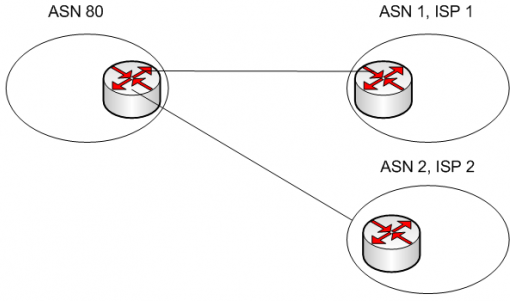 ASN 80
ASN 1, ISP 1
ASN 2, ISP 2